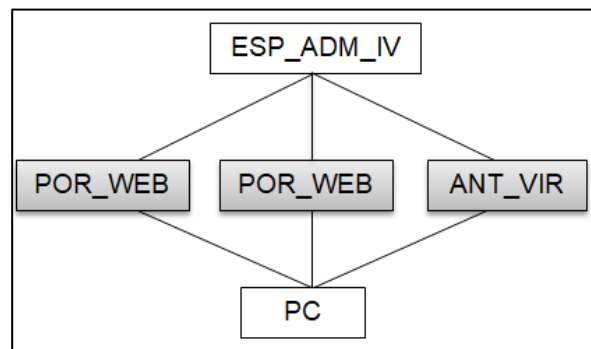 ESP_ADM_IV
POR_WEB
POR_WEB
ANT_VIR
PC